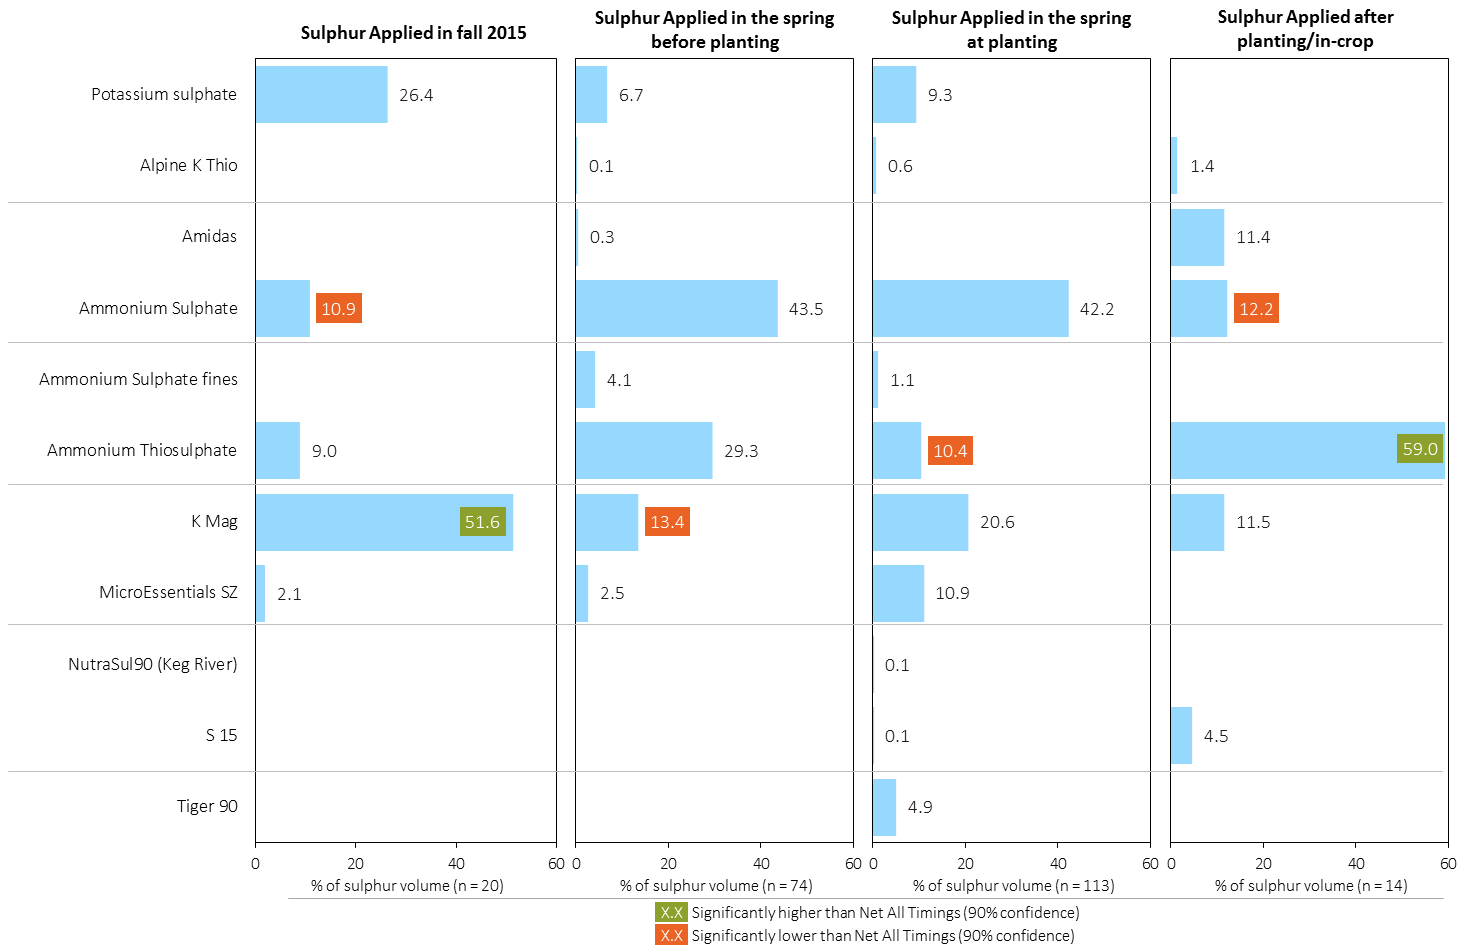 Sulphur Applied in fall 2015
Sulphur Applied in the spring
before planting
Sulphur Applied in the spring
at planting
Sulphur Applied after
planting/in-crop
Potassium sulphate 26.4 6.7 9.3
Alpine K Thio 0.1 0.6 1.4
Amidas 0.3 11.4
Ammonium Sulphate 10.9 43.5 42.2 12.2
Ammonium Sulphate fines 4.1 1.1
Ammonium Thiosulphate 9.0 29.3 10.4 59.0
K Mag 51.6 13.4 20.6 11.5
MicroEssentials SZ 2.1 2.5 10.9
NutraSul90 (Keg River) 0.1
S 15 0.1 4.5
Tiger 90 4.9
0 20 40 60 0 20 40 60 0 20 40 60 0 20 40 60
% of sulphur volume (n = 20) % of sulphur volume (n = 74) % of sulphur volume (n = 113) % of sulphur volume (n = 14)
X.X Significantly higher than Net All Timings (90% confidence)
X.X Significantly lower than Net All Timings (90% confidence)